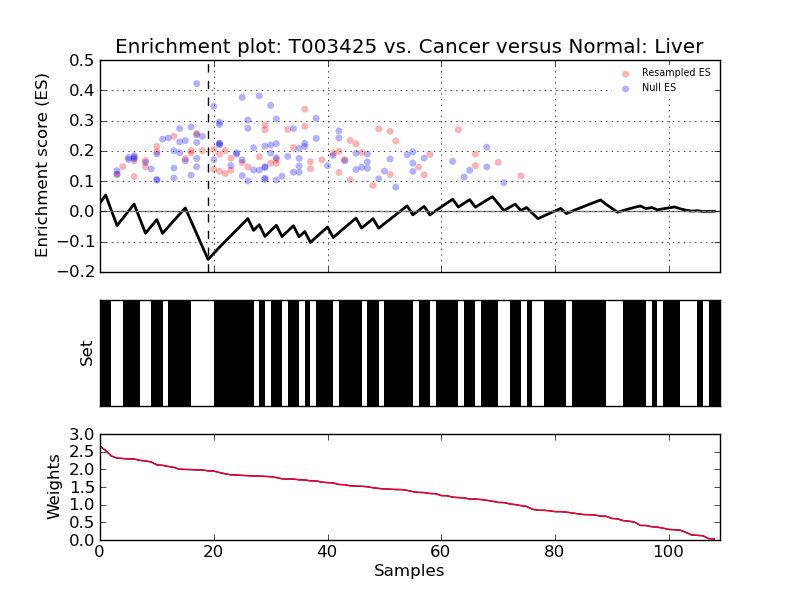 Enrichment plot: T003425 vs. Cancer versus Normal: Liver
Enrichment score (ES)
0.5
0.4
0.3
0.2
0.1
0.0
−0.1
−0.2
Resampled ES
Null ES
Set
Weights
3.0
2.5
2.0
1.5
1.0
0.5
0.0
0 20 40 60 80 100
Samples